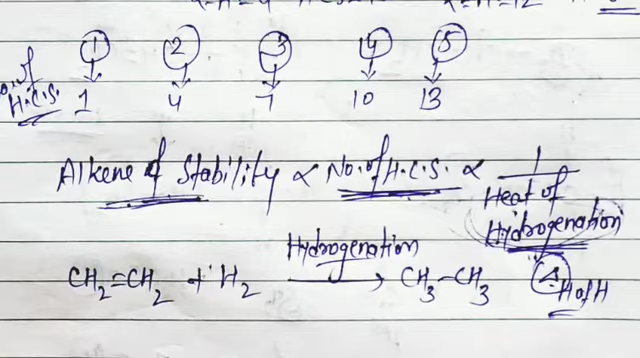 1 2 3 4 5
No. of H.C.S. 1 4 7 10 13
Alkene of Stability ∝ No. of H.C.S. ∝ 1 / Heat of Hydrogenation
Hydrogenation
CH₂=CH₂ + H₂ → CH₃-CH₃ Δ H of H